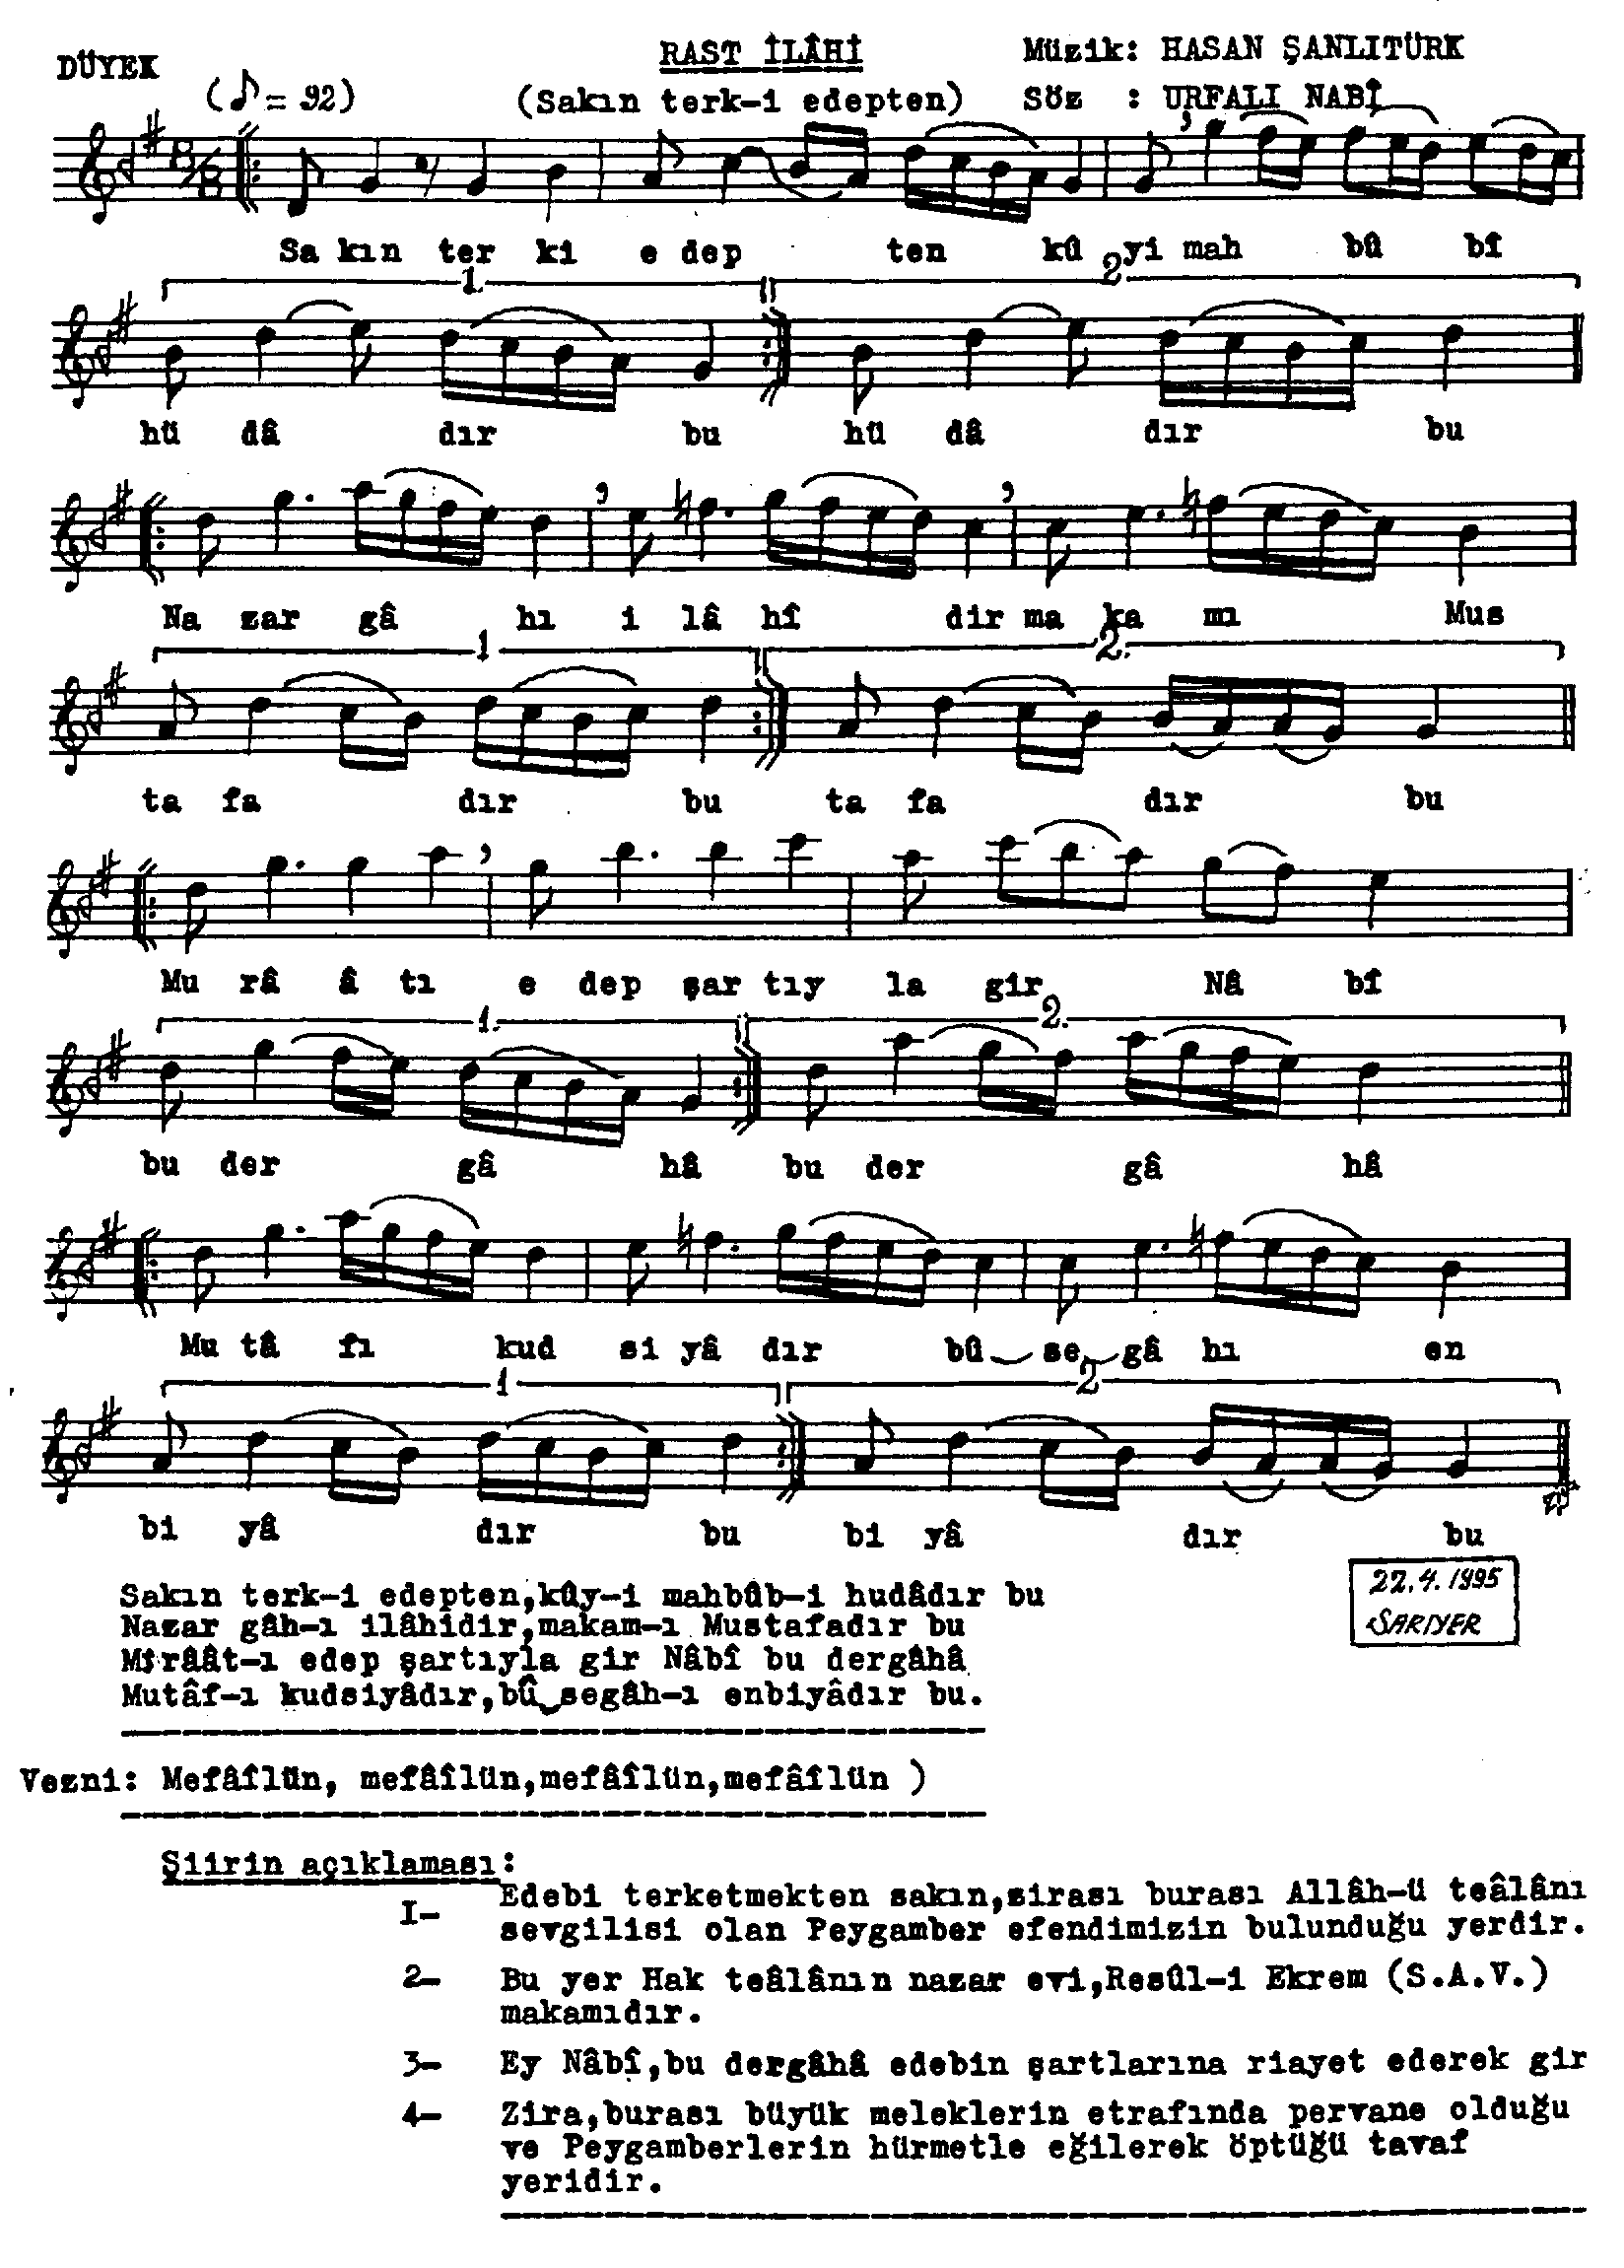 DÜYEK
RAST İLÂHİ
Müzik: HASAN ŞANLITÜRK
(♪=92)
(Sakın terk-i edepten)
Söz : URFALI NABÎ
Sa kın ter ki e dep ten kû yi mah bû bî
1. 2.
hü dâ dır bu hü dâ dır bu
Na zar gâ hı i lâ hî dir ma ka mı Mus
1 2.
ta fa dır bu ta fa dır bu
Mu râ â tı e dep şar tıy la gir Nâ bî
1. 2.
bu der gâ hâ bu der gâ hâ
Mu tâ fı kud si yâ dır bû se gâ hı en
1 2
bi yâ dır bu bi yâ dır bu
Sakın terk-i edepten,kûy-i mahbûb-i hudâdır bu
Nazar gâh-ı ilâhidir,makam-ı Mustafadır bu
Mİrâât-ı edep şartıyla gir Nâbî bu dergâhâ
Mutâf-ı kudsiyâdır,bû segâh-ı enbiyâdır bu.
22.4.1995
SARIYER
Vezni: Mefâîlün, mefâîlün,mefâîlün,mefâîlün )
Şiirin açıklaması:
I- Edebi terketmekten sakın,sirası burası Allâh-ü teâlânı
sevgilisi olan Peygamber efendimizin bulunduğu yerdir.
2- Bu yer Hak teâlânın nazar evi,Resûl-i Ekrem (S.A.V.)
makamıdır.
3- Ey Nâbî,bu dergâhâ edebin şartlarına riayet ederek gir
4- Zira,burası büyük meleklerin etrafında pervane olduğu
ve Peygamberlerin hürmetle eğilerek öptüğü tavaf
yeridir.